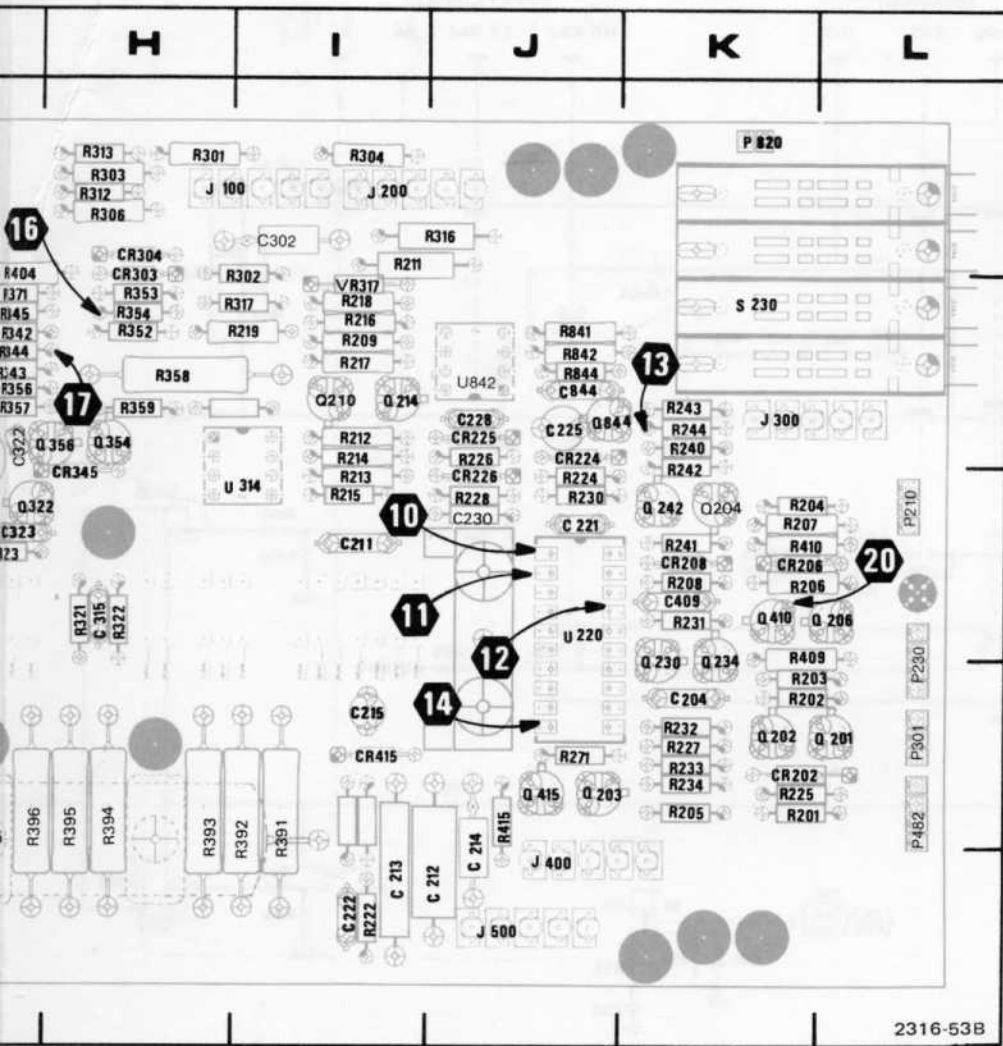 H I J K L
R313 R301 R304 P 820
R303 J 100 J 200
R312
R306
16
C302 R316
CR304
R404 CR303 R302 R211
R371 R353 VR317
R345 R354 R317 R218 S 230
R342 R352 R219 R216 R841
R344 R209 R842
R343 R358 R217 R844 13
R356 U842 C844
R357 17 R359 Q210 Q214 C228 C225 Q844 R243 J 300
C322 Q356 Q354 R212 CR225 R244
R214 R226 CR224 R240
CR345 U 314 R213 CR226 R224 R242
R215 R228 R230
Q322 C230 Q242 Q204 R204 P210
C323 10 C 221 R207
C211 R241 R410
CR208 CR206 20
R208 R206
R321 C 315 R322 11 C409
U 220 R231 Q410 Q 206
12 Q 230 Q 234 R409 P230
R203
14 C 204 R202
C215 R232 Q 202 Q 201 P301
CR415 R271 R227
R233 CR202
Q 415 Q 203 R234 R225
R396 R395 R394 R393 R392 R391 C 213 C 212 C 214 R415 R205 R201 P482
J 400
C222 R222
J 500
2316-53B